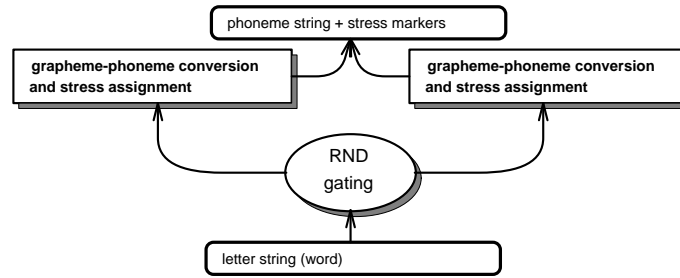 phoneme string + stress markers
grapheme-phoneme conversion
and stress assignment
grapheme-phoneme conversion
and stress assignment
RND
gating
letter string (word)